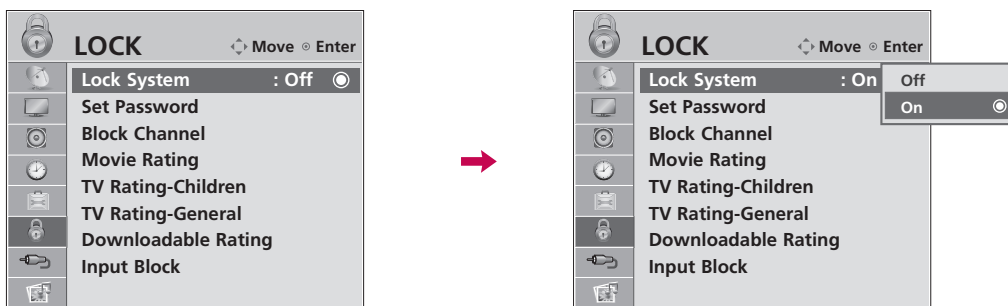 LOCK Move Enter
Lock System : Off
Set Password
Block Channel
Movie Rating
TV Rating-Children
TV Rating-General
Downloadable Rating
Input Block
LOCK Move Enter
Lock System : On
Off
On
Set Password
Block Channel
Movie Rating
TV Rating-Children
TV Rating-General
Downloadable Rating
Input Block